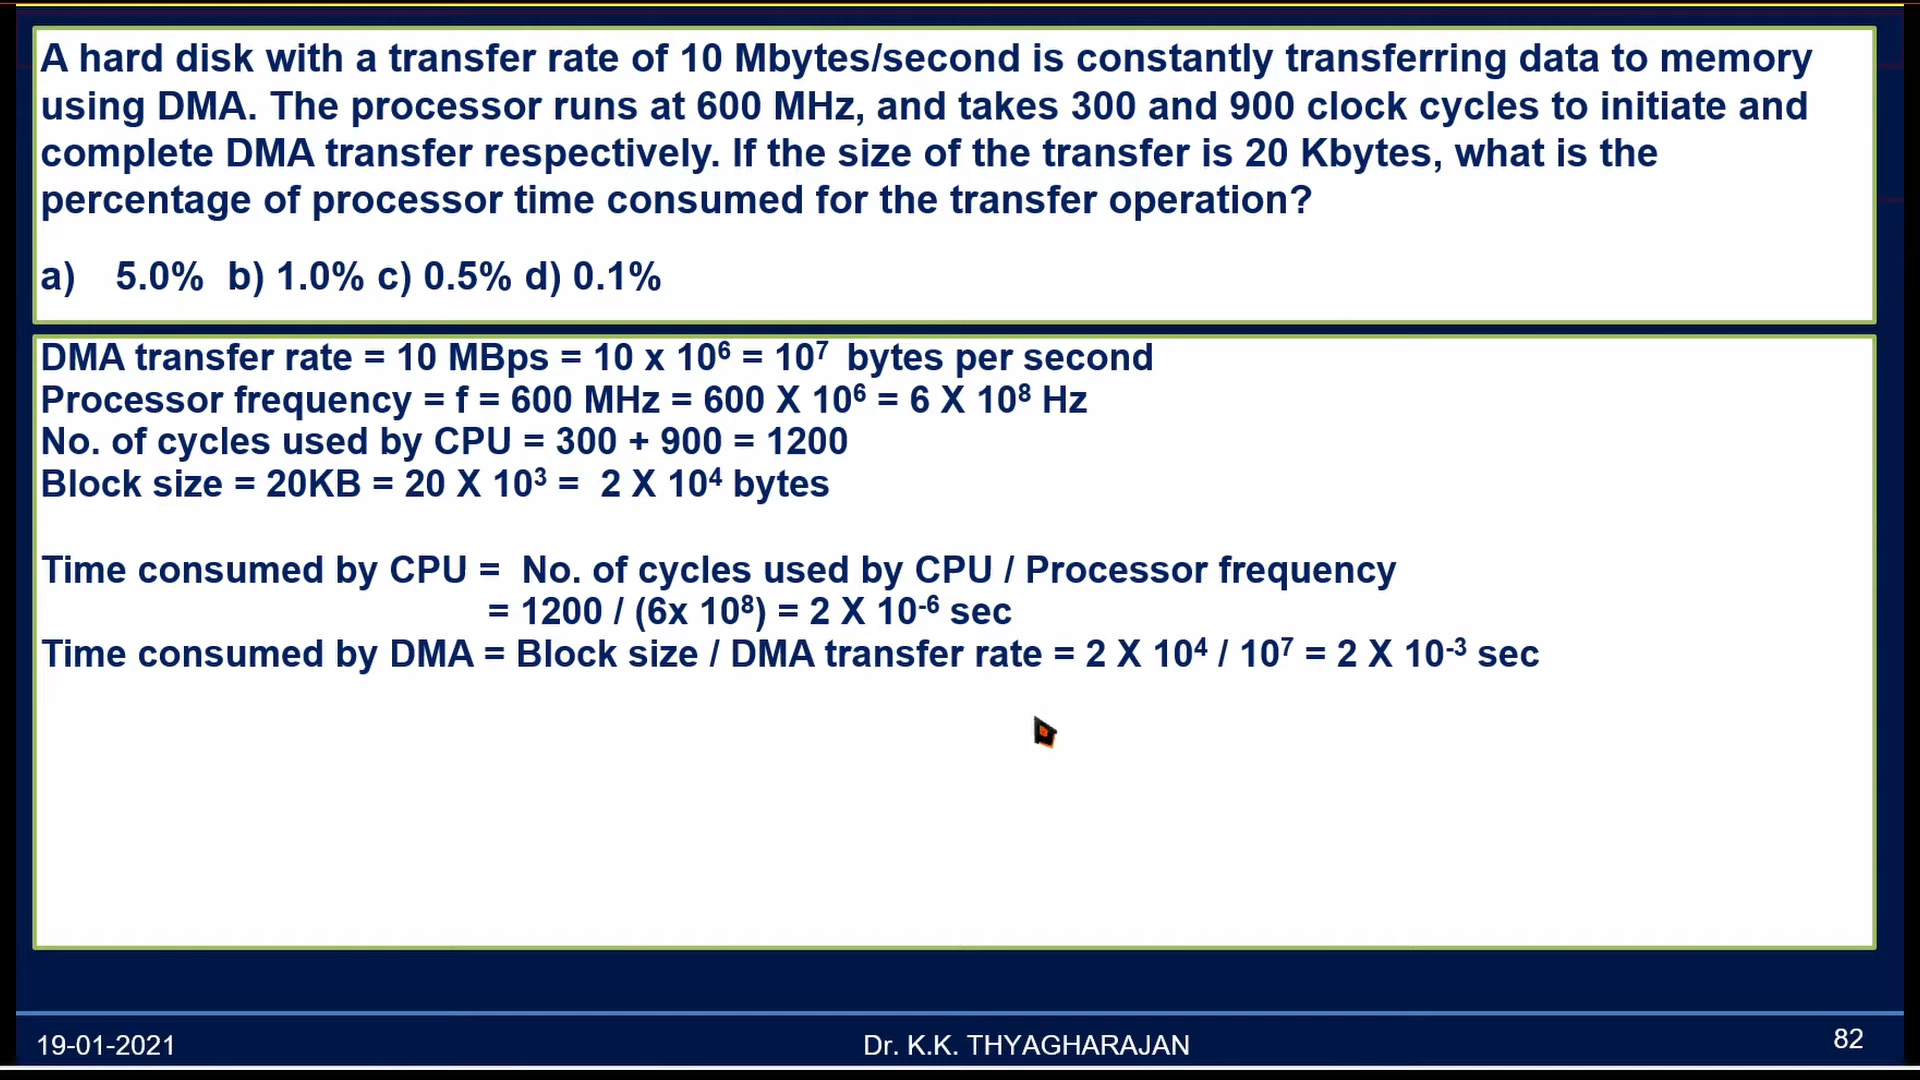 A hard disk with a transfer rate of 10 Mbytes/second is constantly transferring data to memory
using DMA. The processor runs at 600 MHz, and takes 300 and 900 clock cycles to initiate and
complete DMA transfer respectively. If the size of the transfer is 20 Kbytes, what is the
percentage of processor time consumed for the transfer operation?
a) 5.0% b) 1.0% c) 0.5% d) 0.1%
DMA transfer rate = 10 MBps = 10 x 10⁶ = 10⁷ bytes per second
Processor frequency = f = 600 MHz = 600 X 10⁶ = 6 X 10⁸ Hz
No. of cycles used by CPU = 300 + 900 = 1200
Block size = 20KB = 20 X 10³ = 2 X 10⁴ bytes
Time consumed by CPU = No. of cycles used by CPU / Processor frequency
= 1200 / (6x 10⁸) = 2 X 10⁻⁶ sec
Time consumed by DMA = Block size / DMA transfer rate = 2 X 10⁴ / 10⁷ = 2 X 10⁻³ sec
19-01-2021 Dr. K.K. THYAGHARAJAN 82